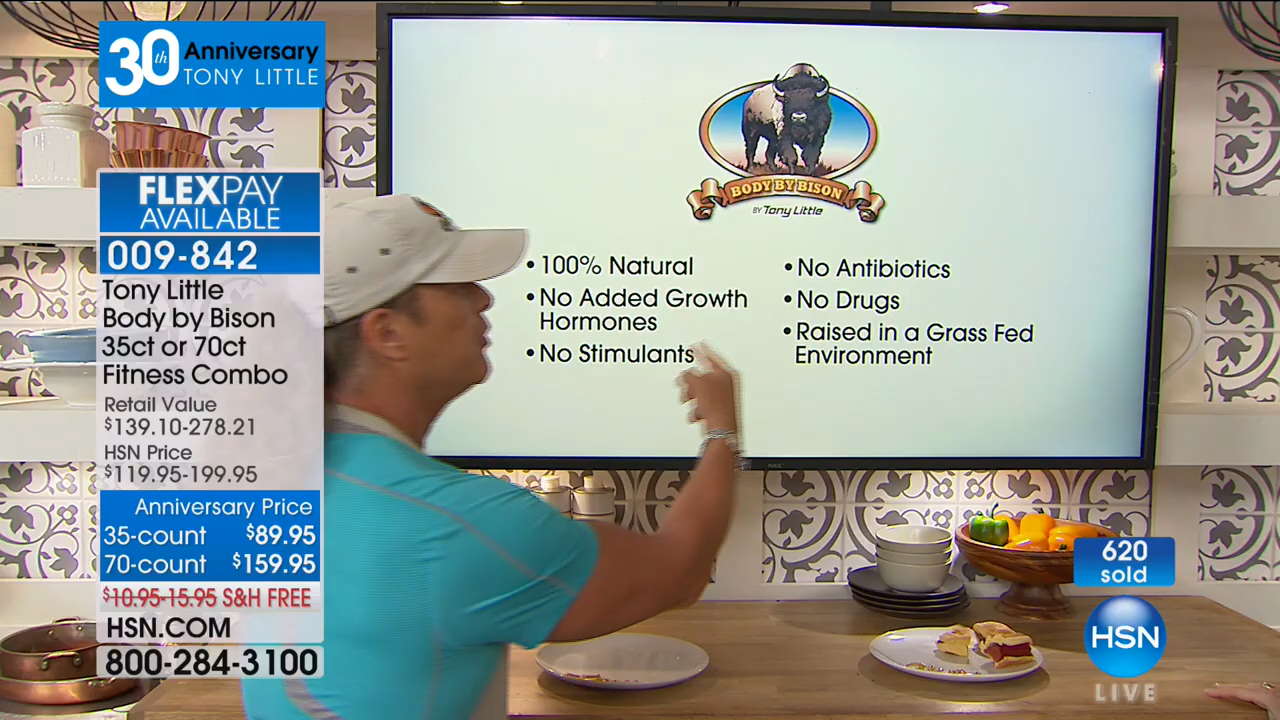 30th Anniversary
TONY LITTLE
FLEXPAY
AVAILABLE
009-842
Tony Little
Body by Bison
35ct or 70ct
Fitness Combo
Retail Value
$139.10-278.21
HSN Price
$119.95-199.95
Anniversary Price
35-count $89.95
70-count $159.95
$10.95-15.95 S&H FREE
HSN.COM
800-284-3100
BODY BY BISON
BY Tony Little
• 100% Natural
• No Added Growth
Hormones
• No Stimulants
• No Antibiotics
• No Drugs
• Raised in a Grass Fed
Environment
NEC
620
sold
HSN
LIVE